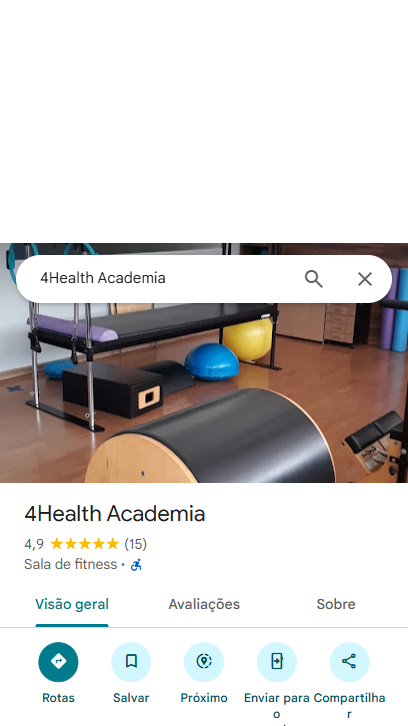 4Health Academia
4Health Academia
4,9 (15)
Sala de fitness ·
Visão geral Avaliações Sobre
Rotas Salvar Próximo Enviar para o Compartilhar